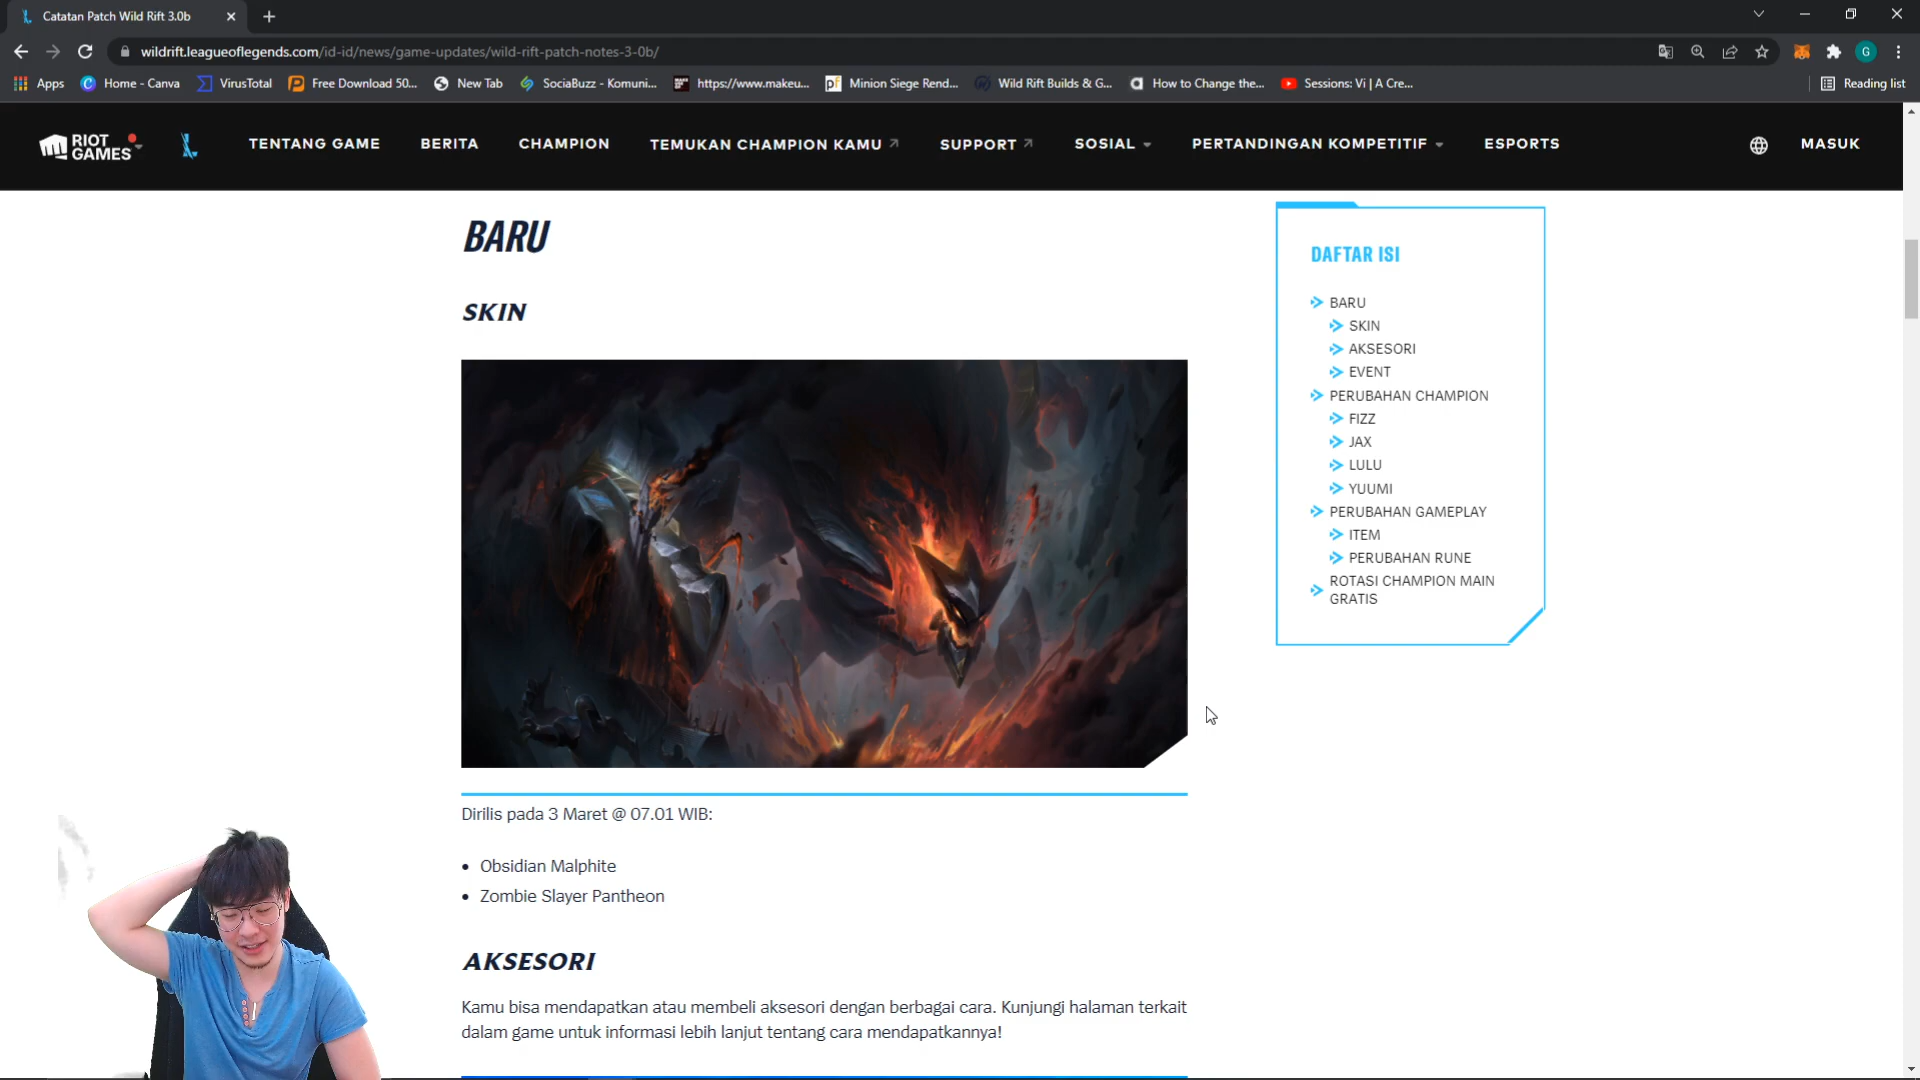 Catatan Patch Wild Rift 3.0b
wildrift.leagueoflegends.com/id-id/news/game-updates/wild-rift-patch-notes-3-0b/
G
Apps
Home - Canva
VirusTotal
Free Download 50...
New Tab
SociaBuzz - Komuni...
https://www.makeu...
Minion Siege Rend...
Wild Rift Builds & G...
How to Change the...
Sessions: Vi | A Cre...
Reading list
RIOT GAMES
TENTANG GAME
BERITA
CHAMPION
TEMUKAN CHAMPION KAMU
SUPPORT
SOSIAL
PERTANDINGAN KOMPETITIF
ESPORTS
MASUK
BARU
SKIN
Dirilis pada 3 Maret @ 07.01 WIB:
• Obsidian Malphite
• Zombie Slayer Pantheon
AKSESORI
Kamu bisa mendapatkan atau membeli aksesori dengan berbagai cara. Kunjungi halaman terkait
dalam game untuk informasi lebih lanjut tentang cara mendapatkannya!
DAFTAR ISI
BARU
SKIN
AKSESORI
EVENT
PERUBAHAN CHAMPION
FIZZ
JAX
LULU
YUUMI
PERUBAHAN GAMEPLAY
ITEM
PERUBAHAN RUNE
ROTASI CHAMPION MAIN
GRATIS